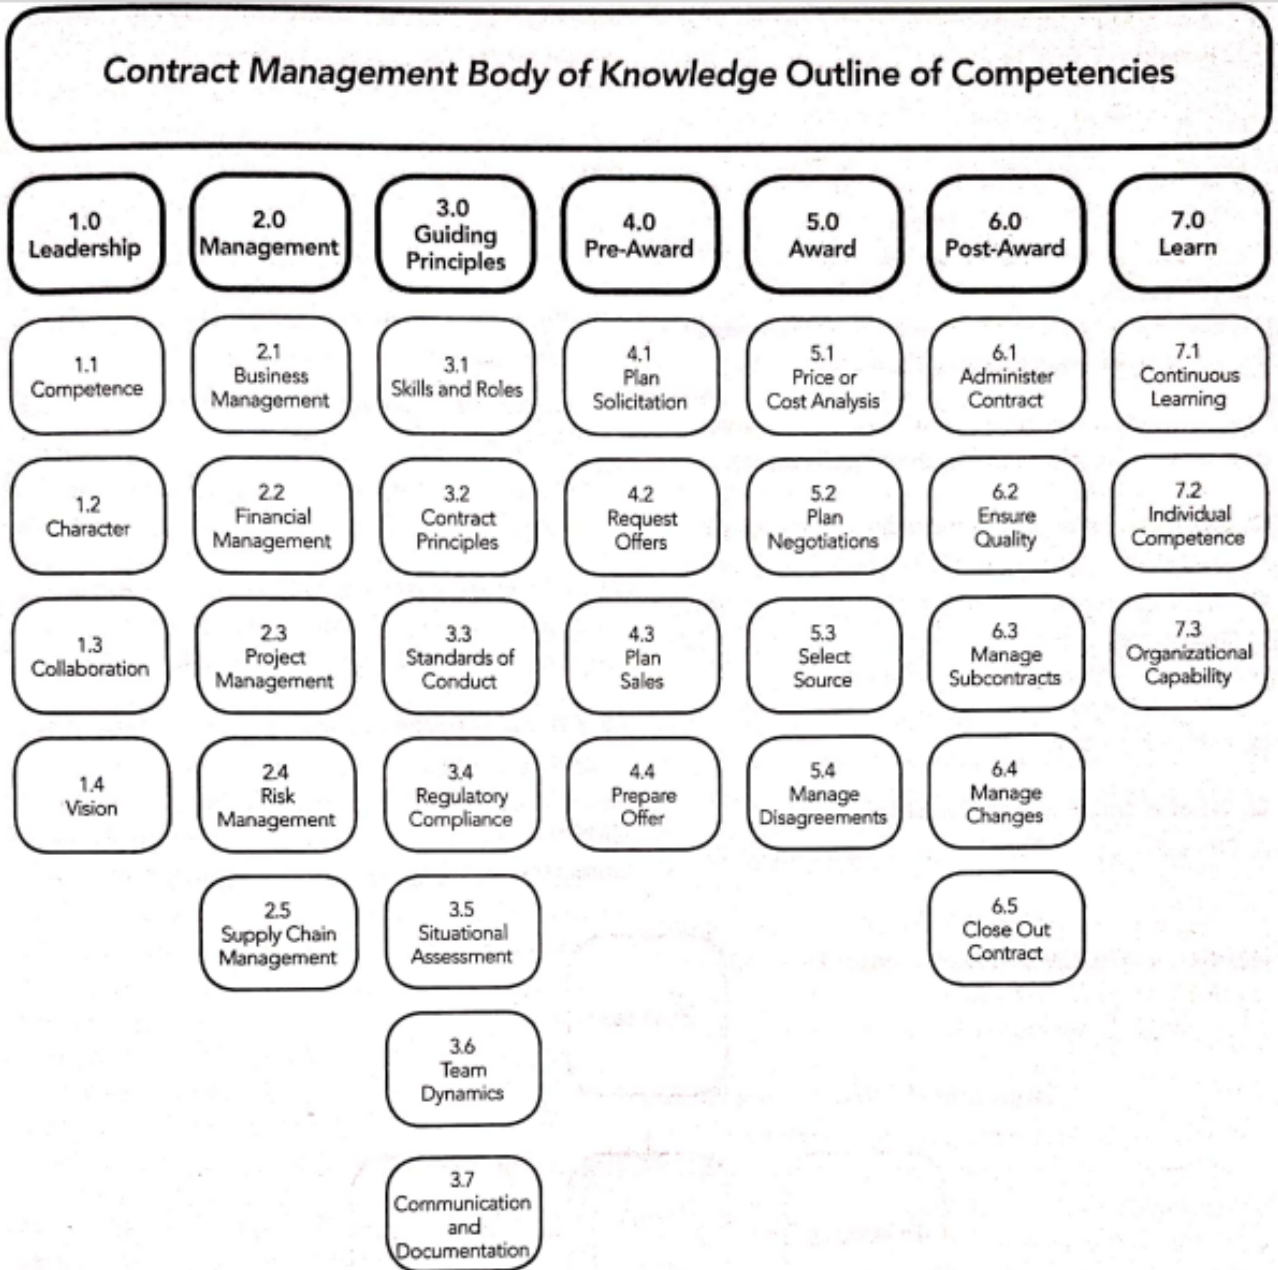 Contract Management Body of Knowledge Outline of Competencies
1.0
Leadership
2.0
Management
3.0
Guiding
Principles
4.0
Pre-Award
5.0
Award
6.0
Post-Award
7.0
Learn
1.1
Competence
2.1
Business
Management
3.1
Skills and Roles
4.1
Plan
Solicitation
5.1
Price or
Cost Analysis
6.1
Administer
Contract
7.1
Continuous
Learning
1.2
Character
2.2
Financial
Management
3.2
Contract
Principles
4.2
Request
Offers
5.2
Plan
Negotiations
6.2
Ensure
Quality
7.2
Individual
Competence
1.3
Collaboration
2.3
Project
Management
3.3
Standards of
Conduct
4.3
Plan
Sales
5.3
Select
Source
6.3
Manage
Subcontracts
7.3
Organizational
Capability
1.4
Vision
2.4
Risk
Management
3.4
Regulatory
Compliance
4.4
Prepare
Offer
5.4
Manage
Disagreements
6.4
Manage
Changes
2.5
Supply Chain
Management
3.5
Situational
Assessment
6.5
Close Out
Contract
3.6
Team
Dynamics
3.7
Communication
and
Documentation